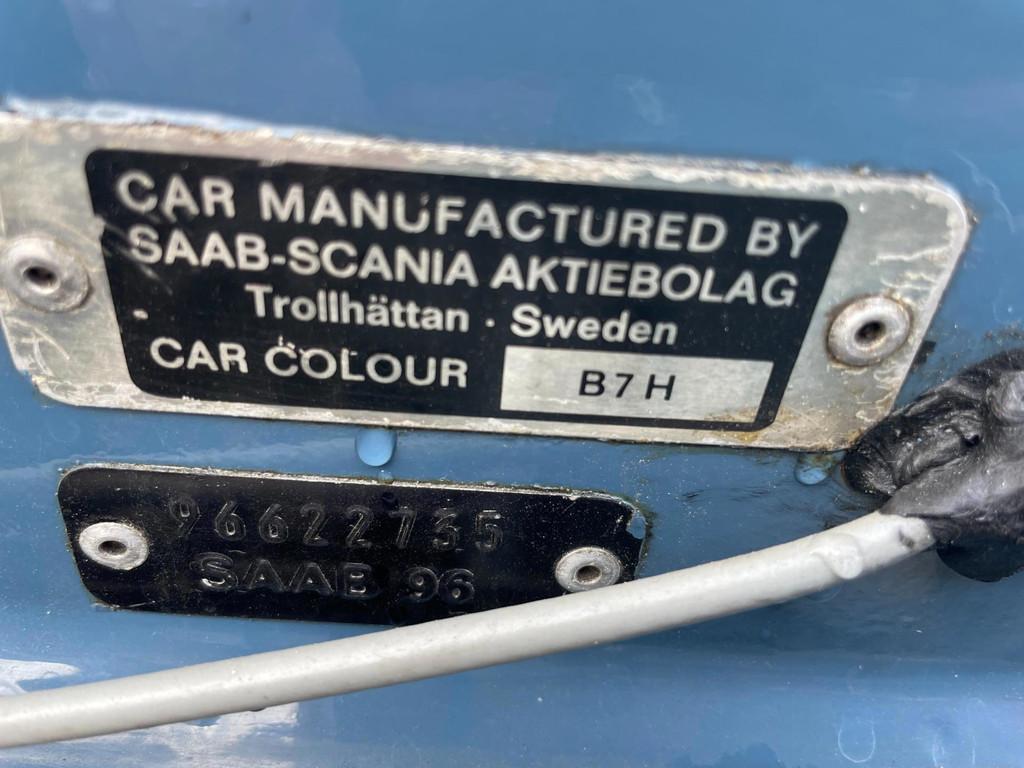 CAR MANUFACTURED BY
SAAB-SCANIA AKTIEBOLAG
Trollhättan · Sweden
CAR COLOUR B7H
96622735
SAAB 96